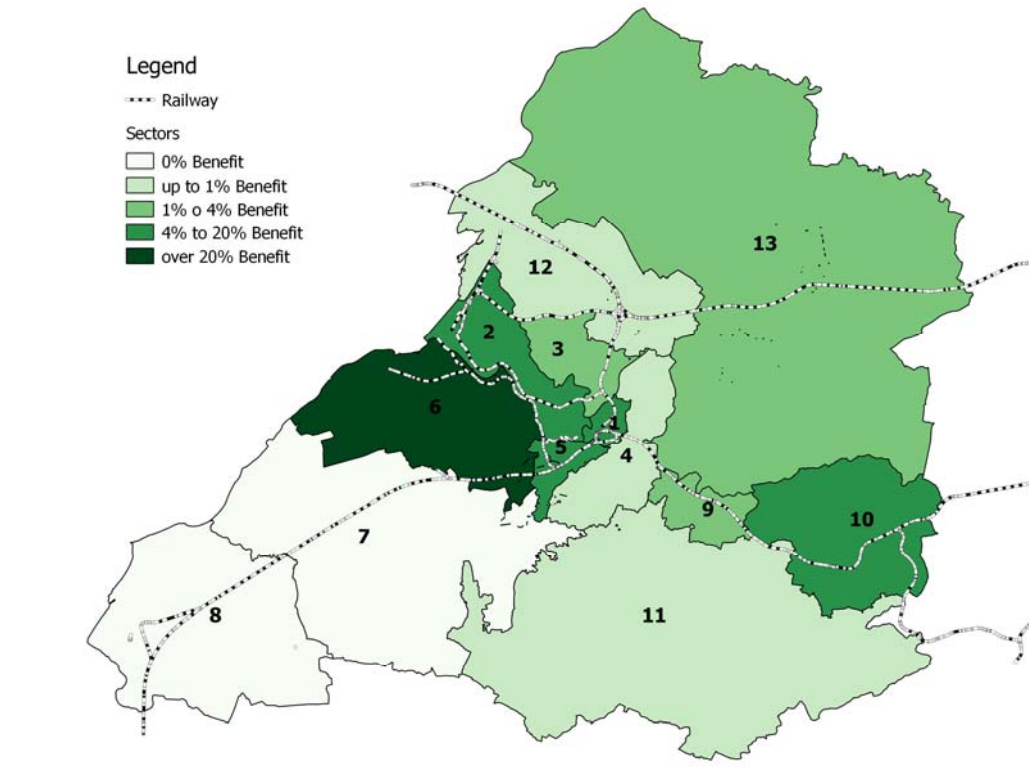 Legend
Railway
Sectors
0% Benefit
up to 1% Benefit
1% o 4% Benefit
4% to 20% Benefit
over 20% Benefit
13
12
2
3
6
1
5
4
9
10
7
8
11